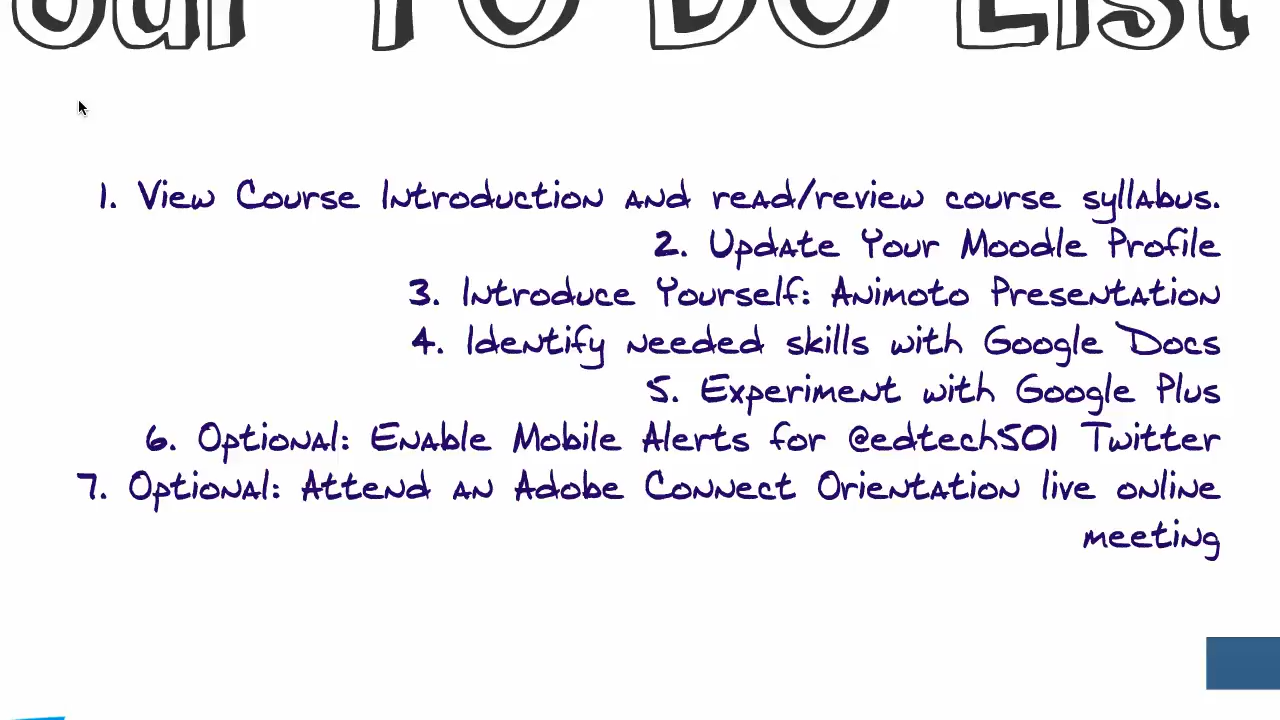 our TO DO List
1. View Course Introduction and read/review course syllabus.
2. Update Your Moodle Profile
3. Introduce Yourself: Animoto Presentation
4. Identify needed skills with Google Docs
5. Experiment with Google Plus
6. Optional: Enable Mobile Alerts for @edtech501 Twitter
7. Optional: Attend an Adobe Connect Orientation live online
meeting